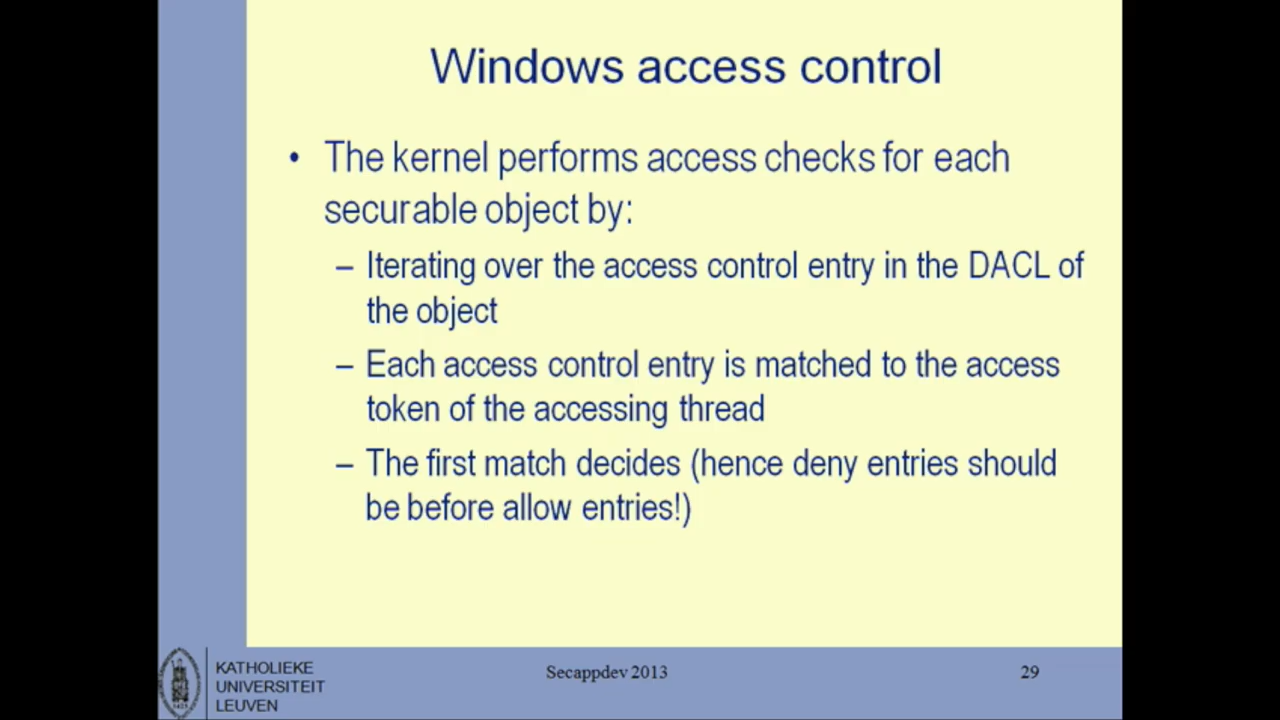 Windows access control
• The kernel performs access checks for each
securable object by:
– Iterating over the access control entry in the DACL of
the object
– Each access control entry is matched to the access
token of the accessing thread
– The first match decides (hence deny entries should
be before allow entries!)
KATHOLIEKE
UNIVERSITEIT
LEUVEN
Secappdev 2013
29